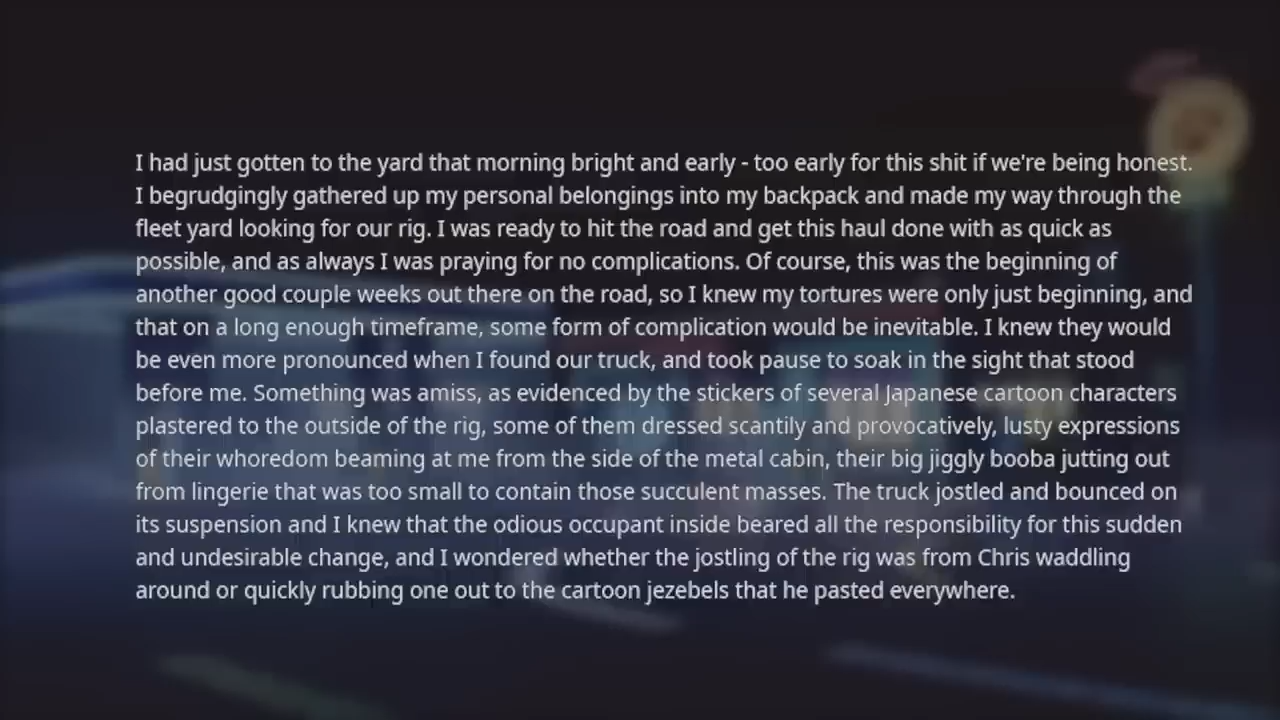 I had just gotten to the yard that morning bright and early - too early for this shit if we're being honest.
I begrudgingly gathered up my personal belongings into my backpack and made my way through the
fleet yard looking for our rig. I was ready to hit the road and get this haul done with as quick as
possible, and as always I was praying for no complications. Of course, this was the beginning of
another good couple weeks out there on the road, so I knew my tortures were only just beginning, and
that on a long enough timeframe, some form of complication would be inevitable. I knew they would
be even more pronounced when I found our truck, and took pause to soak in the sight that stood
before me. Something was amiss, as evidenced by the stickers of several Japanese cartoon characters
plastered to the outside of the rig, some of them dressed scantily and provocatively, lusty expressions
of their whoredom beaming at me from the side of the metal cabin, their big jiggly booba jutting out
from lingerie that was too small to contain those succulent masses. The truck jostled and bounced on
its suspension and I knew that the odious occupant inside beared all the responsibility for this sudden
and undesirable change, and I wondered whether the jostling of the rig was from Chris waddling
around or quickly rubbing one out to the cartoon jezebels that he pasted everywhere.